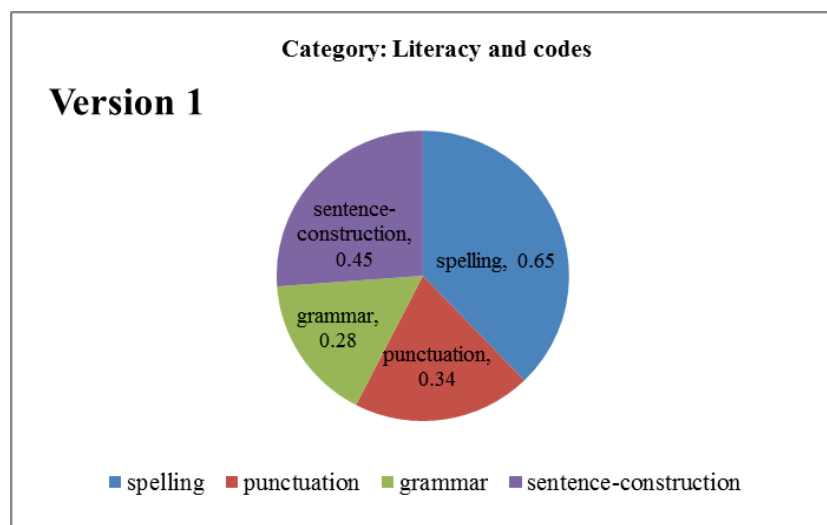 Category: Literacy and codes
Version 1
sentence-
construction,
0.45
spelling, 0.65
grammar,
0.28
punctuation,
0.34
spelling punctuation grammar sentence-construction